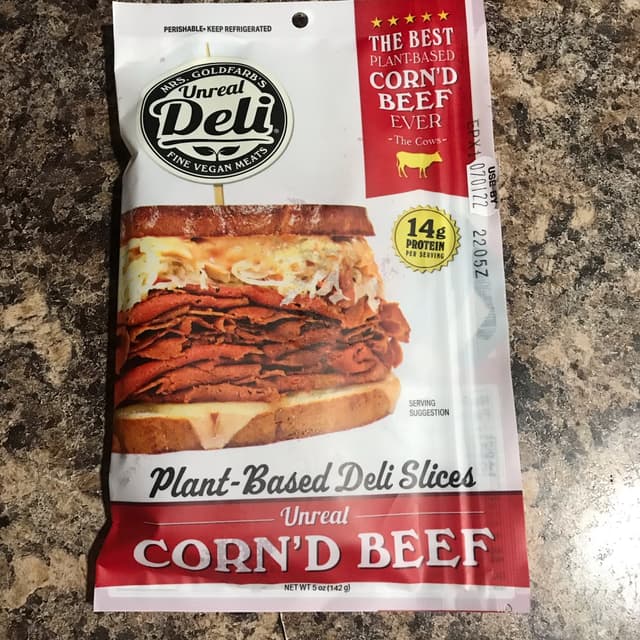 PERISHABLE• KEEP REFRIGERATED
MRS. GOLDFARB'S
Unreal
Deli
FINE VEGAN MEATS
THE BEST
PLANT-BASED
CORN'D
BEEF
EVER
- The Cows -
USE BY
070122 2205Z
14g
PROTEIN
PER SERVING
SERVING
SUGGESTION
Plant-Based Deli Slices
Unreal
CORN'D BEEF
NET WT 5 oz (142 g)